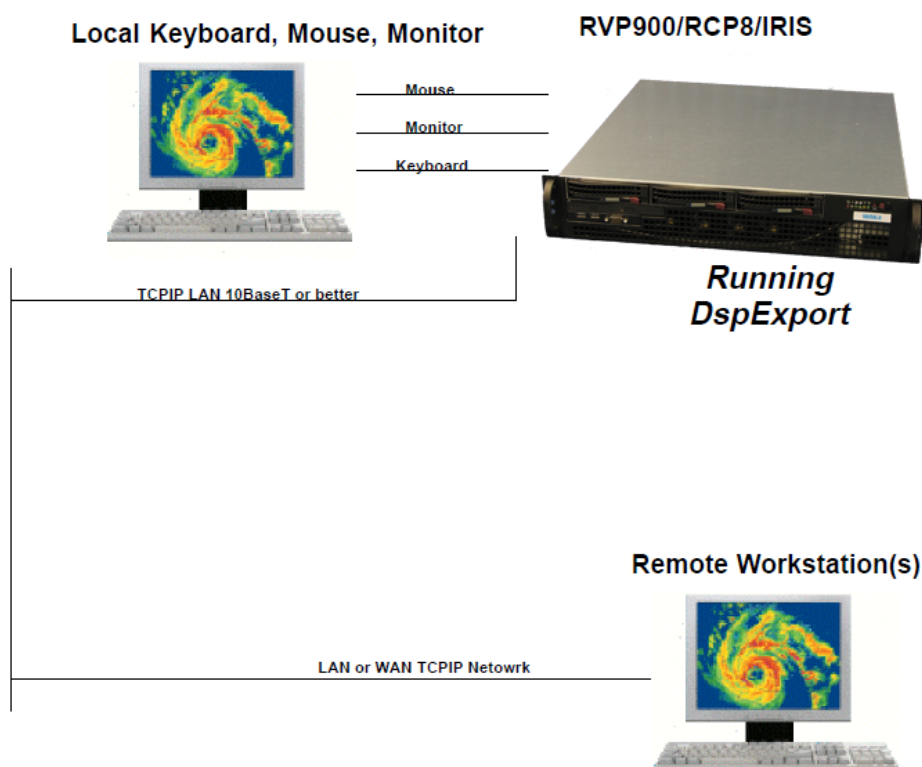 Local Keyboard, Mouse, Monitor
RVP900/RCP8/IRIS
Mouse
Monitor
Keyboard
Running
DspExport
TCPIP LAN 10BaseT or better
Remote Workstation(s)
LAN or WAN TCPIP Netowrk